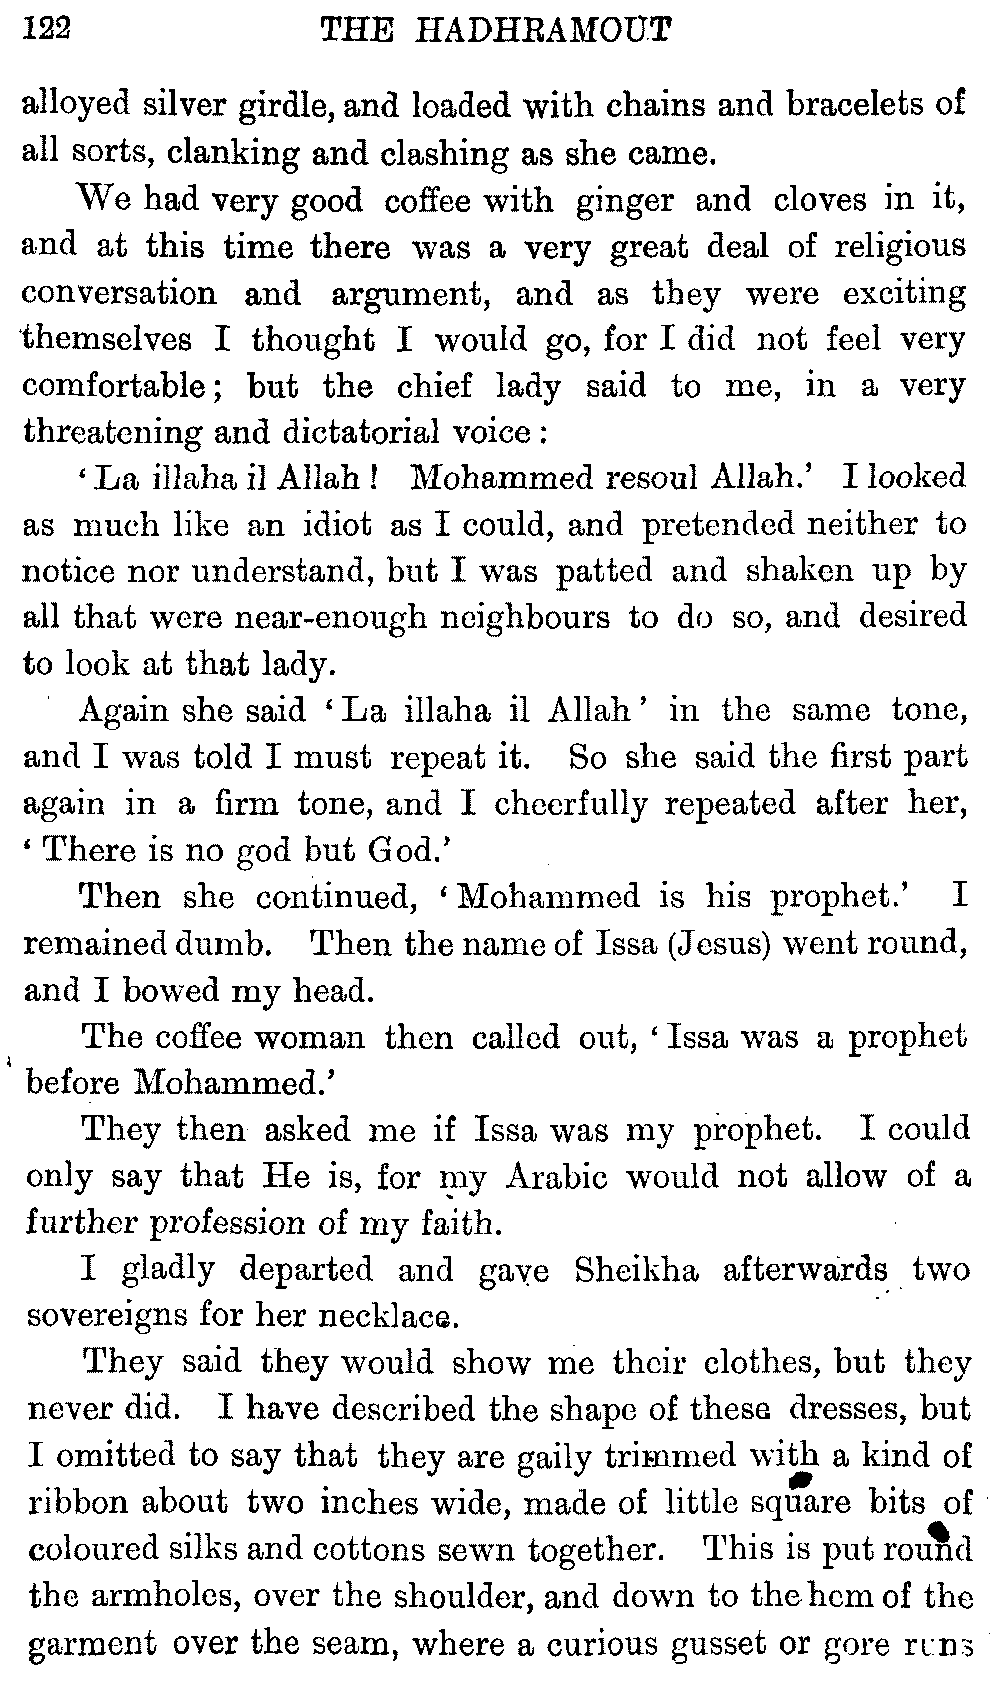 122 THE HADHRAMOUT
alloyed silver girdle, and loaded with chains and bracelets of
all sorts, clanking and clashing as she came.
We had very good coffee with ginger and cloves in it,
and at this time there was a very great deal of religious
conversation and argument, and as they were exciting
themselves I thought I would go, for I did not feel very
comfortable; but the chief lady said to me, in a very
threatening and dictatorial voice:
‘La illaha il Allah! Mohammed resoul Allah.’ I looked
as much like an idiot as I could, and pretended neither to
notice nor understand, but I was patted and shaken up by
all that were near-enough neighbours to do so, and desired
to look at that lady.
Again she said ‘La illaha il Allah’ in the same tone,
and I was told I must repeat it. So she said the first part
again in a firm tone, and I cheerfully repeated after her,
‘There is no god but God.’
Then she continued, ‘Mohammed is his prophet.’ I
remained dumb. Then the name of Issa (Jesus) went round,
and I bowed my head.
The coffee woman then called out, ‘Issa was a prophet
before Mohammed.’
They then asked me if Issa was my prophet. I could
only say that He is, for my Arabic would not allow of a
further profession of my faith.
I gladly departed and gave Sheikha afterwards two
sovereigns for her necklace.
They said they would show me their clothes, but they
never did. I have described the shape of these dresses, but
I omitted to say that they are gaily trimmed with a kind of
ribbon about two inches wide, made of little square bits of
coloured silks and cottons sewn together. This is put round
the armholes, over the shoulder, and down to the hem of the
garment over the seam, where a curious gusset or gore runs